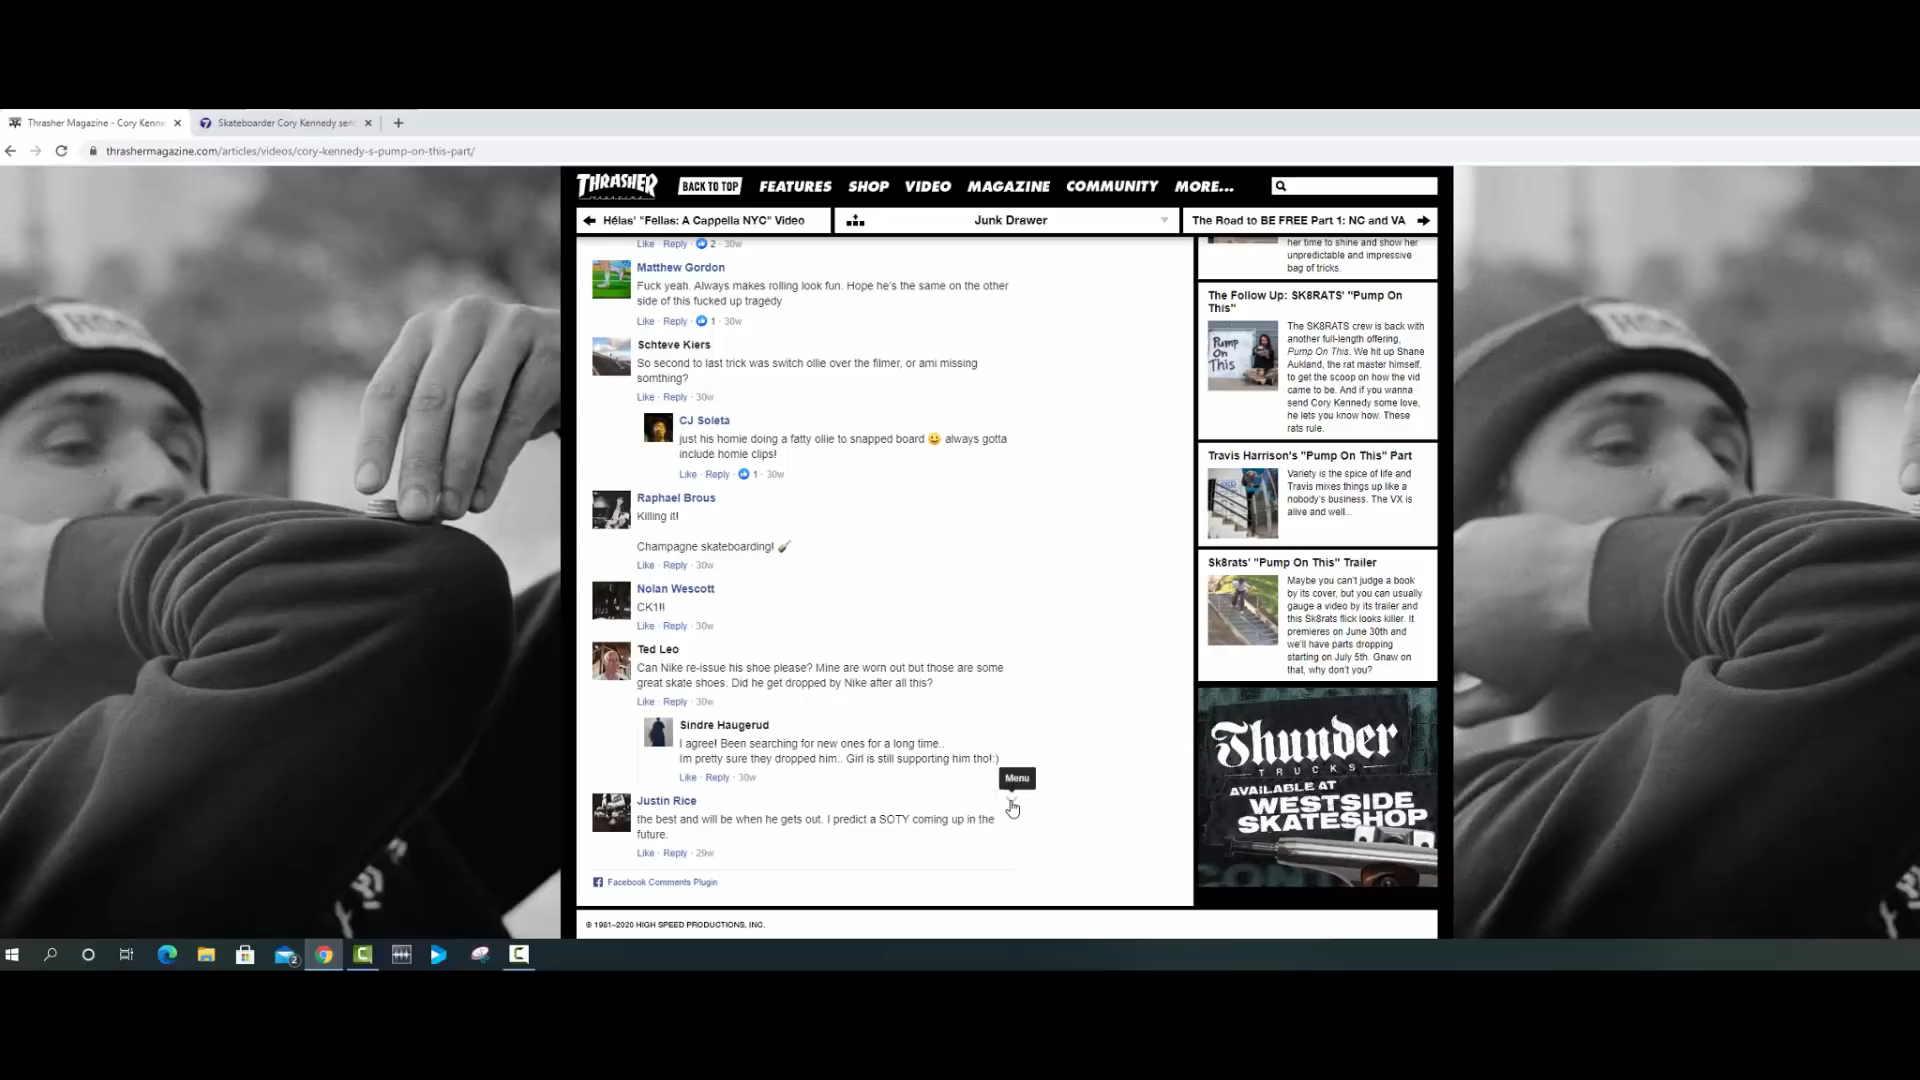 Thrasher Magazine - Cory Kenne
Skateboarder Cory Kennedy sent
thrashermagazine.com/articles/videos/cory-kennedy-s-pump-on-this-part/
THRASHER
MAGAZINE
BACK TO TOP
FEATURES
SHOP
VIDEO
MAGAZINE
COMMUNITY
MORE...
Hélas' "Fellas: A Cappella NYC" Video
Junk Drawer
The Road to BE FREE Part 1: NC and VA
Like · Reply · 2 · 30w
Matthew Gordon
Fuck yeah. Always makes rolling look fun. Hope he's the same on the other
side of this fucked up tragedy
Like · Reply · 1 · 30w
Schteve Kiers
So second to last trick was switch ollie over the filmer, or ami missing
somthing?
Like · Reply · 30w
CJ Soleta
just his homie doing a fatty ollie to snapped board 😀 always gotta
include homie clips!
Like · Reply · 1 · 30w
Raphael Brous
Killing it!
Champagne skateboarding! 🍾
Like · Reply · 30w
Nolan Wescott
CK1!!
Like · Reply · 30w
Ted Leo
Can Nike re-issue his shoe please? Mine are worn out but those are some
great skate shoes. Did he get dropped by Nike after all this?
Like · Reply · 30w
Sindre Haugerud
I agree! Been searching for new ones for a long time..
Im pretty sure they dropped him.. Girl is still supporting him tho!:)
Like · Reply · 30w
Menu
Justin Rice
the best and will be when he gets out. I predict a SOTY coming up in the
future.
Like · Reply · 29w
Facebook Comments Plugin
© 1981-2020 HIGH SPEED PRODUCTIONS, INC.
her time to shine and show her
unpredictable and impressive
bag of tricks.
The Follow Up: SK8RATS' "Pump On
This"
Pump
On
This
The SK8RATS crew is back with
another full-length offering,
Pump On This. We hit up Shane
Aukland, the rat master himself,
to get the scoop on how the vid
came to be. And if you wanna
send Cory Kennedy some love,
he lets you know how. These
rats rule.
Travis Harrison's "Pump On This" Part
Variety is the spice of life and
Travis mixes things up like a
nobody's business. The VX is
alive and well...
Sk8rats' "Pump On This" Trailer
Maybe you can't judge a book
by its cover, but you can usually
gauge a video by its trailer and
this Sk8rats flick looks killer. It
premieres on June 30th and
we'll have parts dropping
starting on July 5th. Gnaw on
that, why don't you?
Thunder
TRUCKS
AVAILABLE AT
WESTSIDE
SKATESHOP
2